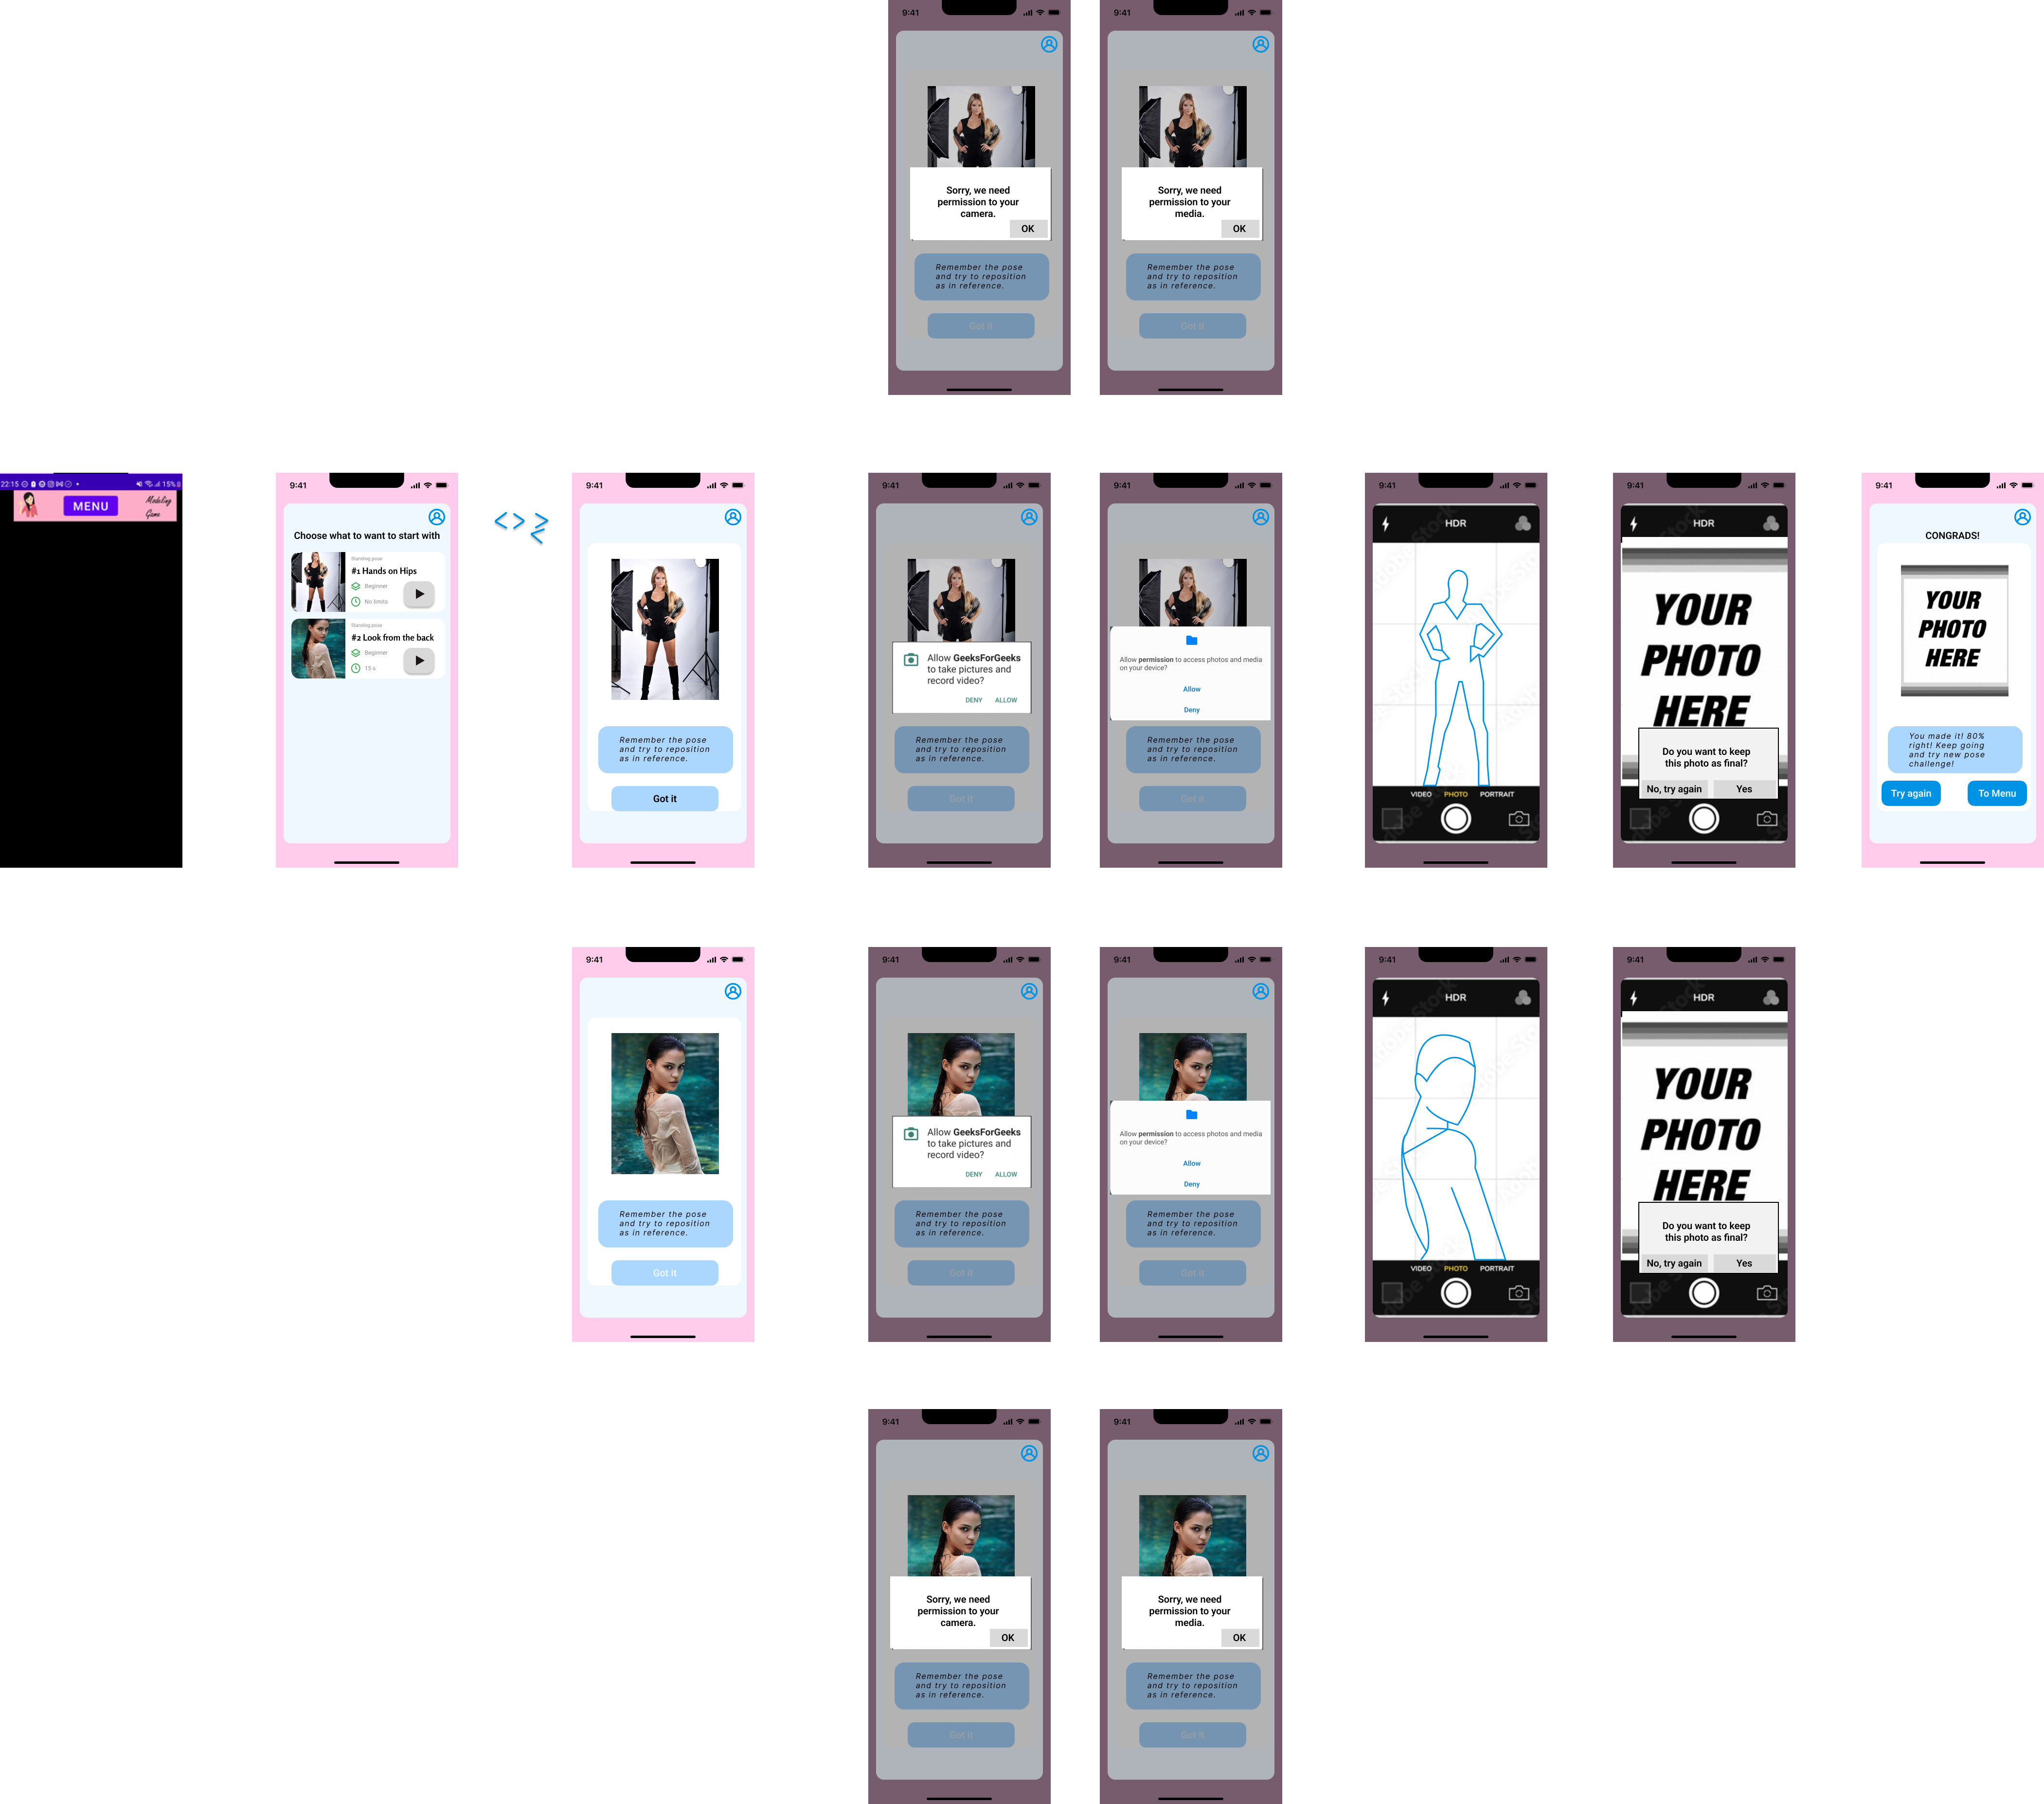 9:41
Sorry, we need
permission to your
camera.
OK
Remember the pose
and try to reposition
as in reference.
Got it
9:41
Sorry, we need
permission to your
media.
OK
Remember the pose
and try to reposition
as in reference.
Got it
22:15
15%
MENU
Modeling
Game
9:41
Choose what to want to start with
Standing pose
#1 Hands on Hips
Beginner
No limits
Standing pose
#2 Look from the back
Beginner
15 s
< > >
<
9:41
Remember the pose
and try to reposition
as in reference.
Got it
9:41
Allow GeeksForGeeks
to take pictures and
record video?
DENY ALLOW
Remember the pose
and try to reposition
as in reference.
Got it
9:41
Allow permission to access photos and media
on your device?
Allow
Deny
Remember the pose
and try to reposition
as in reference.
Got it
9:41
HDR
Adobe Stock
VIDEO PHOTO PORTRAIT
9:41
HDR
YOUR
PHOTO
HERE
Do you want to keep
this photo as final?
No, try again Yes
9:41
CONGRADS!
YOUR
PHOTO
HERE
You made it! 80%
right! Keep going
and try new pose
challenge!
Try again To Menu
9:41
Remember the pose
and try to reposition
as in reference.
Got it
9:41
Allow GeeksForGeeks
to take pictures and
record video?
DENY ALLOW
Remember the pose
and try to reposition
as in reference.
Got it
9:41
Allow permission to access photos and media
on your device?
Allow
Deny
Remember the pose
and try to reposition
as in reference.
Got it
9:41
HDR
Adobe Stock
VIDEO PHOTO PORTRAIT
9:41
HDR
YOUR
PHOTO
HERE
Do you want to keep
this photo as final?
No, try again Yes
9:41
Sorry, we need
permission to your
camera.
OK
Remember the pose
and try to reposition
as in reference.
Got it
9:41
Sorry, we need
permission to your
media.
OK
Remember the pose
and try to reposition
as in reference.
Got it